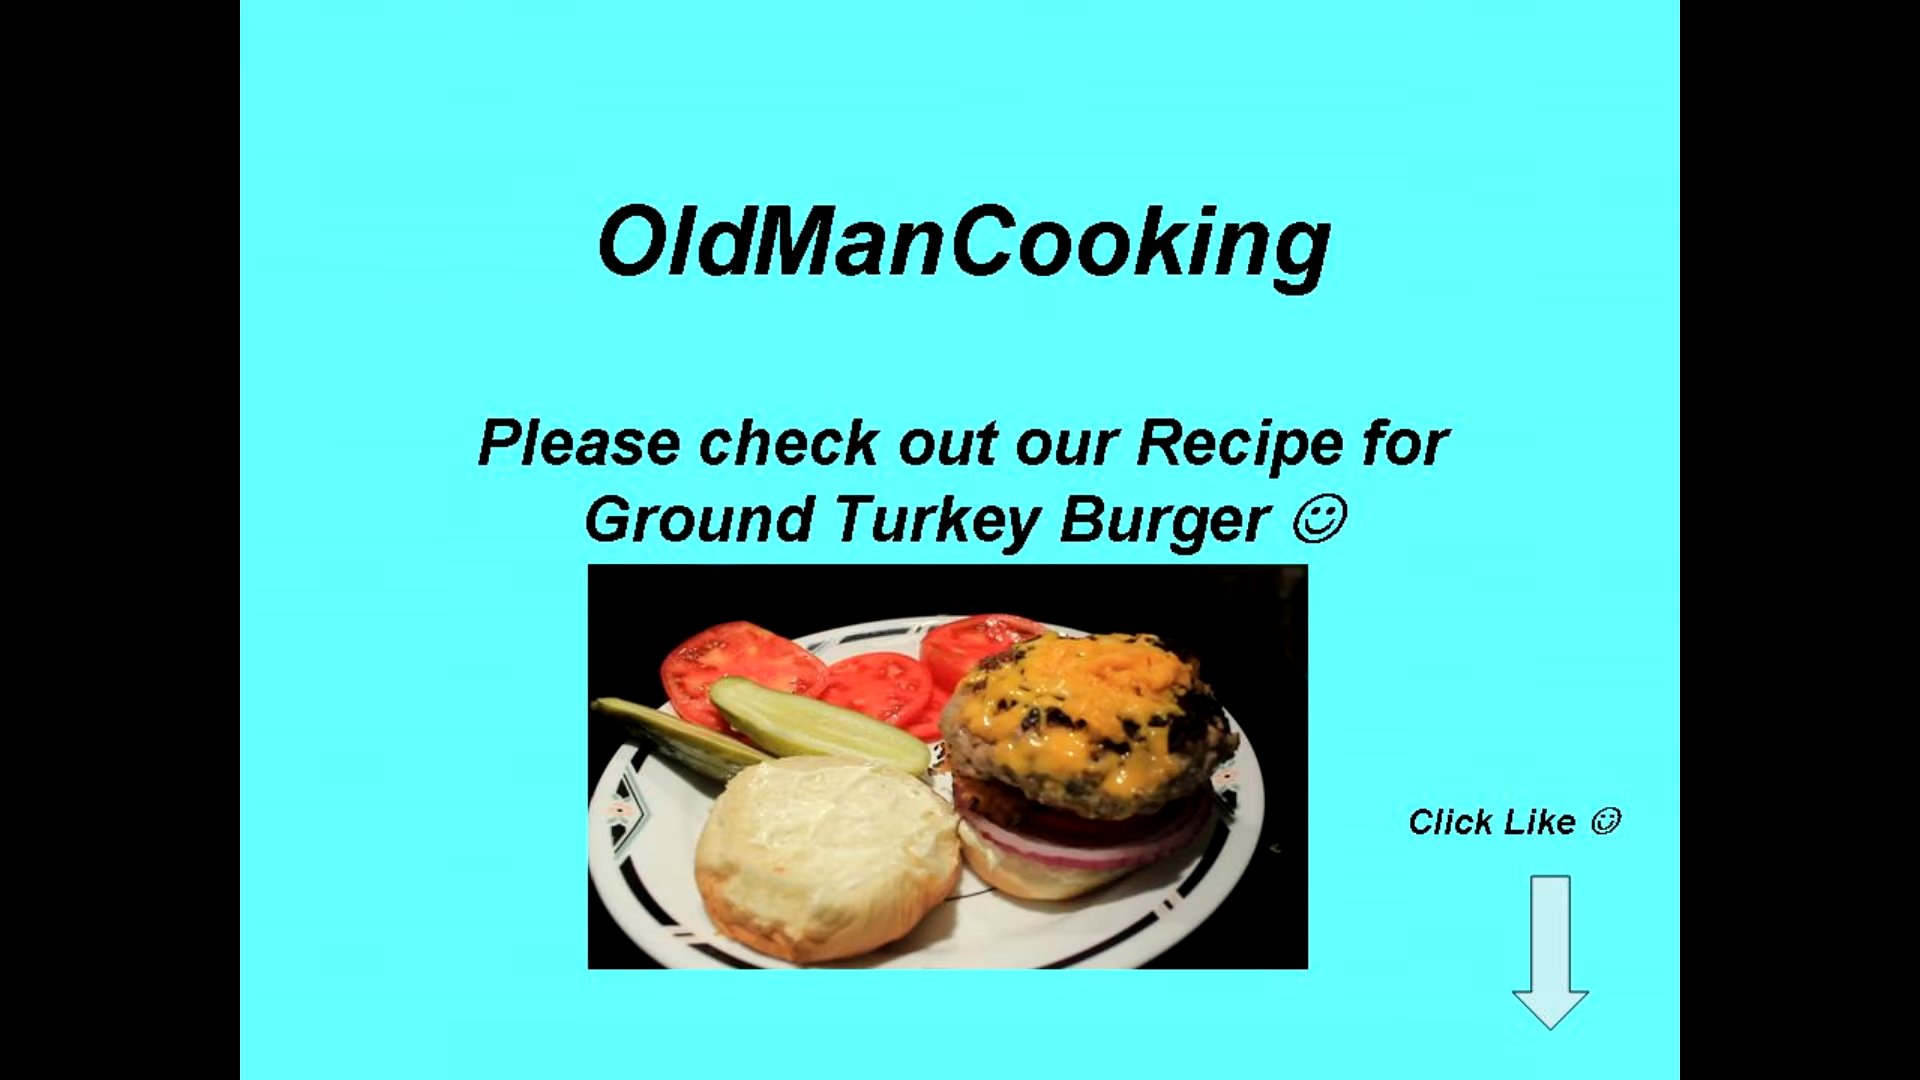 OldManCooking
Please check out our Recipe for
Ground Turkey Burger ☺
Click Like ☺